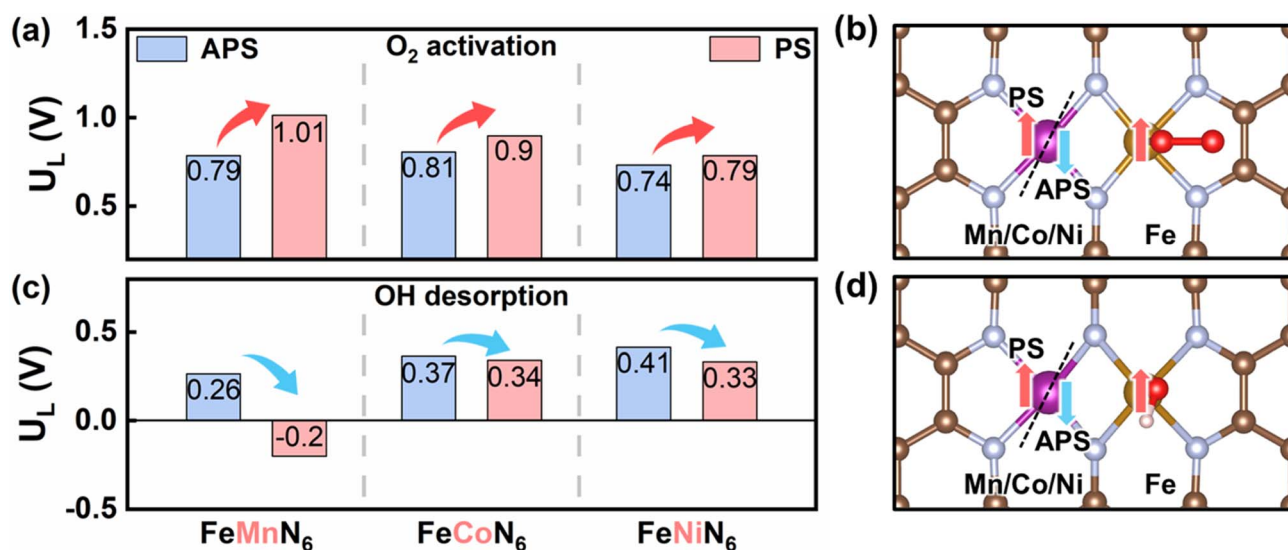 (a)
1.5
1.0
0.5
U_L (V)
APS
O₂ activation
PS
0.79
1.01
0.81
0.9
0.74
0.79
(b)
PS
APS
Mn/Co/Ni
Fe
(c)
0.5
0.0
-0.5
U_L (V)
OH desorption
0.26
-0.2
0.37
0.34
0.41
0.33
FeMnN₆
FeCoN₆
FeNiN₆
(d)
PS
APS
Mn/Co/Ni
Fe